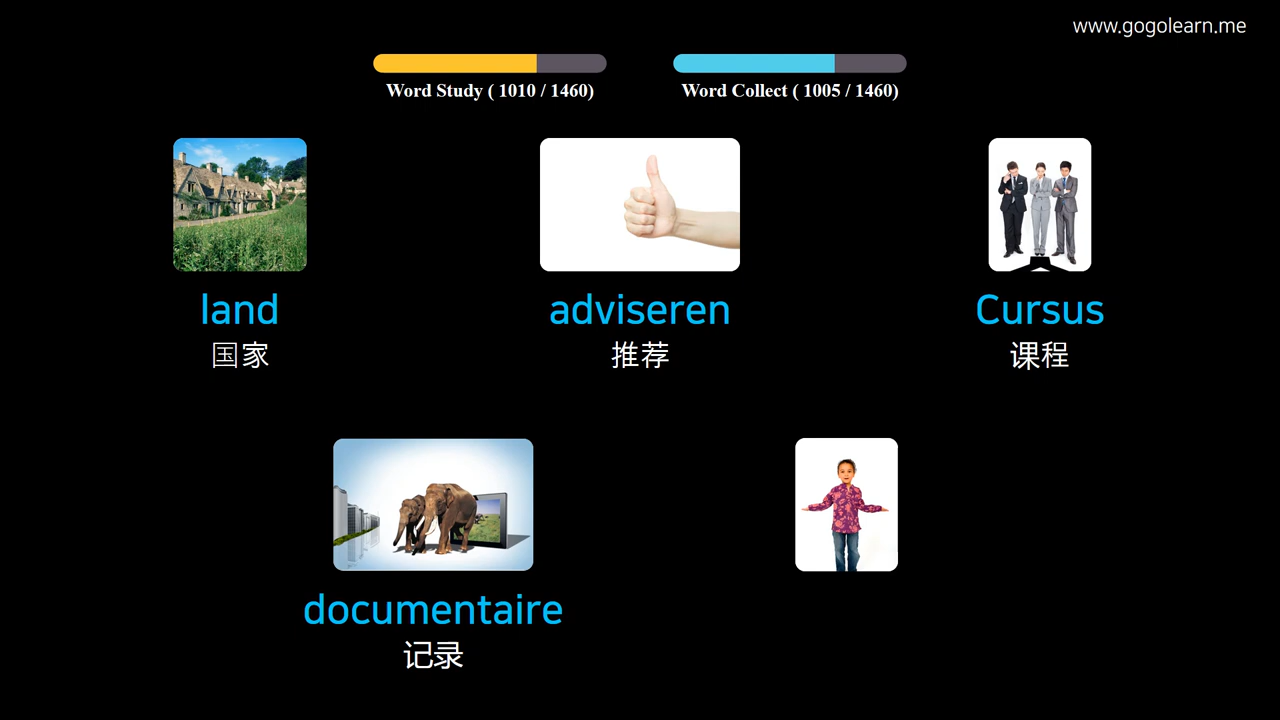 www.gogolearn.me
Word Study ( 1010 / 1460)
Word Collect ( 1005 / 1460)
land
国家
adviseren
推荐
Cursus
课程
documentaire
记录